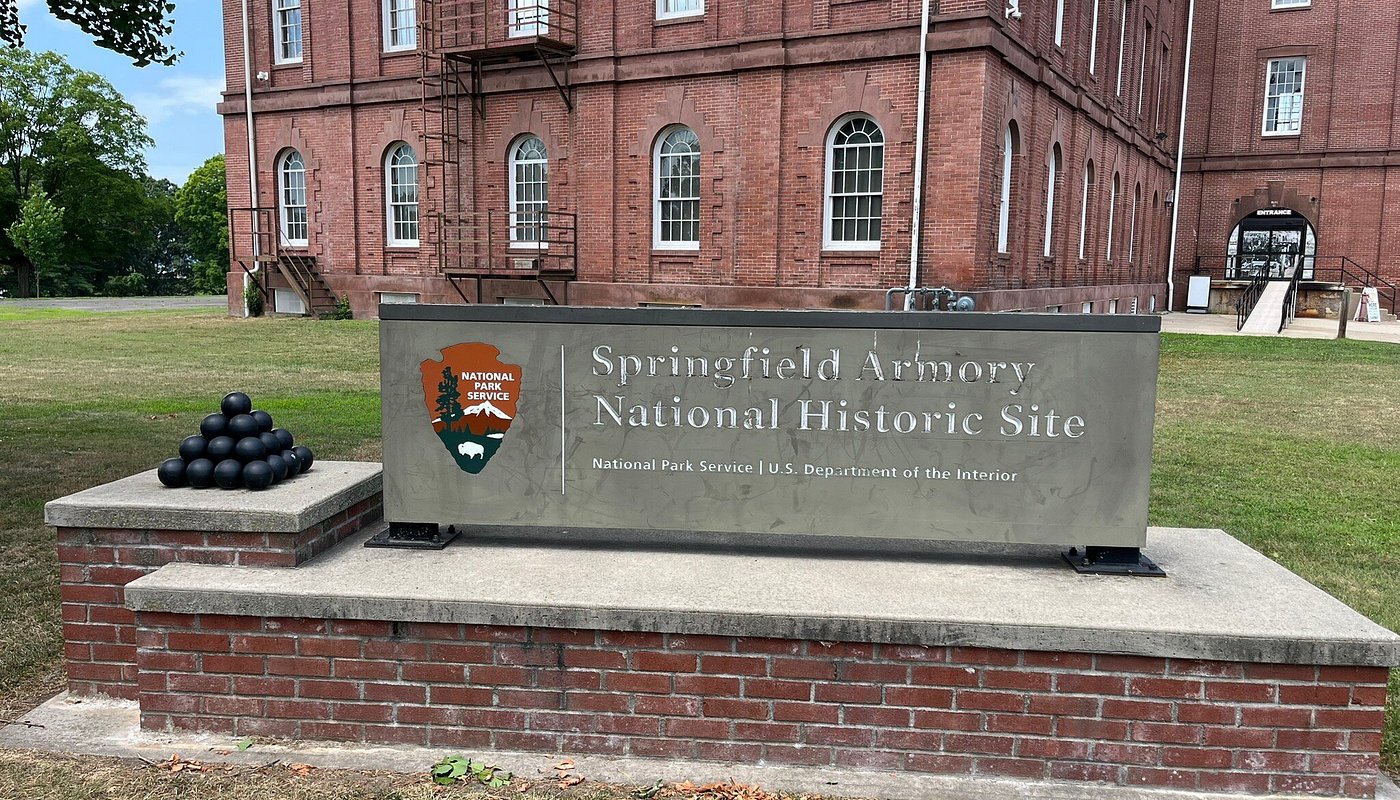 ENTRANCE
NATIONAL
PARK
SERVICE
Springfield Armory
National Historic Site
National Park Service | U.S. Department of the Interior